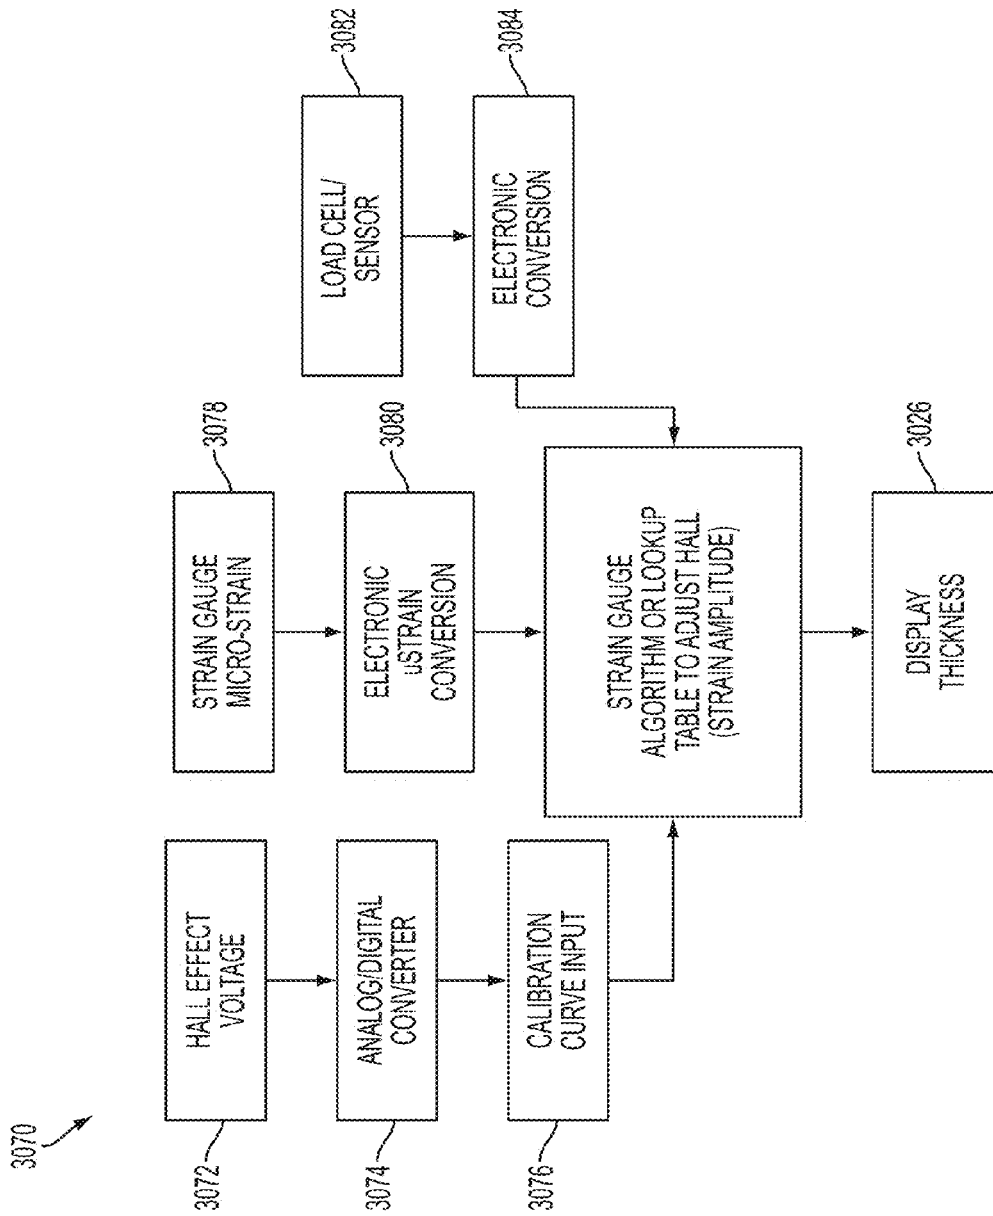 3070
3072
HALL EFFECT
VOLTAGE
3074
ANALOG/DIGITAL
CONVERTER
3076
CALIBRATION
CURVE INPUT
3078
STRAIN GAUGE
MICRO-STRAIN
3080
ELECTRONIC
uSTRAIN
CONVERSION
3082
LOAD CELL/
SENSOR
3084
ELECTRONIC
CONVERSION
STRAIN GAUGE
ALGORITHM OR LOOKUP
TABLE TO ADJUST HALL
(STRAIN AMPLITUDE)
3026
DISPLAY
THICKNESS